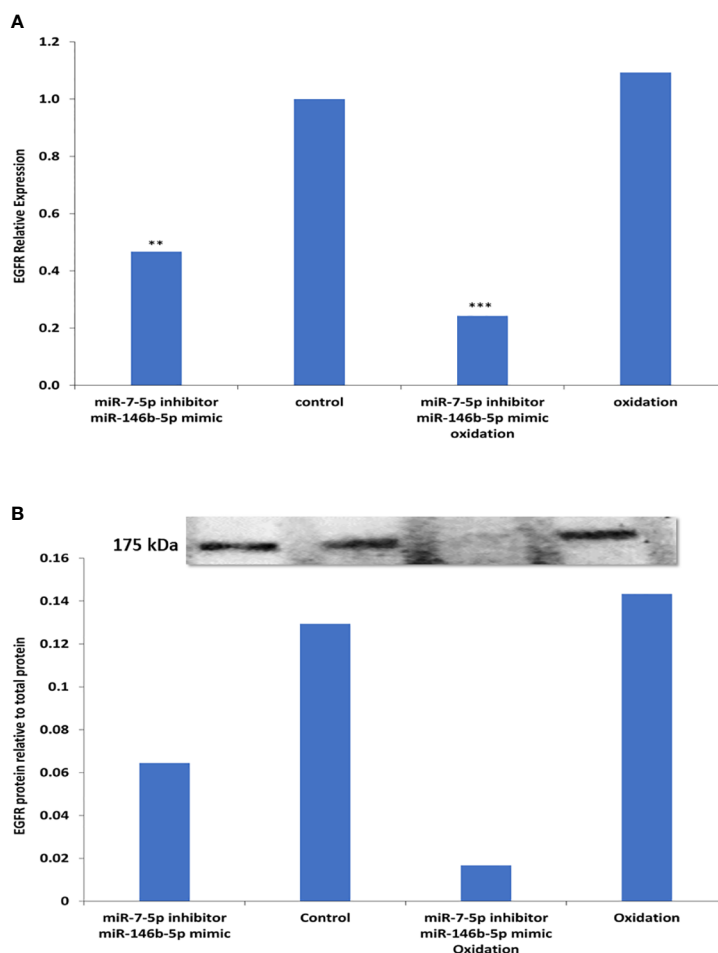 A
EGFR Relative Expression
1.2
1.0
0.8
0.6
0.4
0.2
0.0
**
***
miR-7-5p inhibitor
miR-146b-5p mimic
control
miR-7-5p inhibitor
miR-146b-5p mimic
oxidation
oxidation
B
175 kDa
EGFR protein relative to total protein
0.16
0.14
0.12
0.1
0.08
0.06
0.04
0.02
0
miR-7-5p inhibitor
miR-146b-5p mimic
Control
miR-7-5p inhibitor
miR-146b-5p mimic
Oxidation
Oxidation